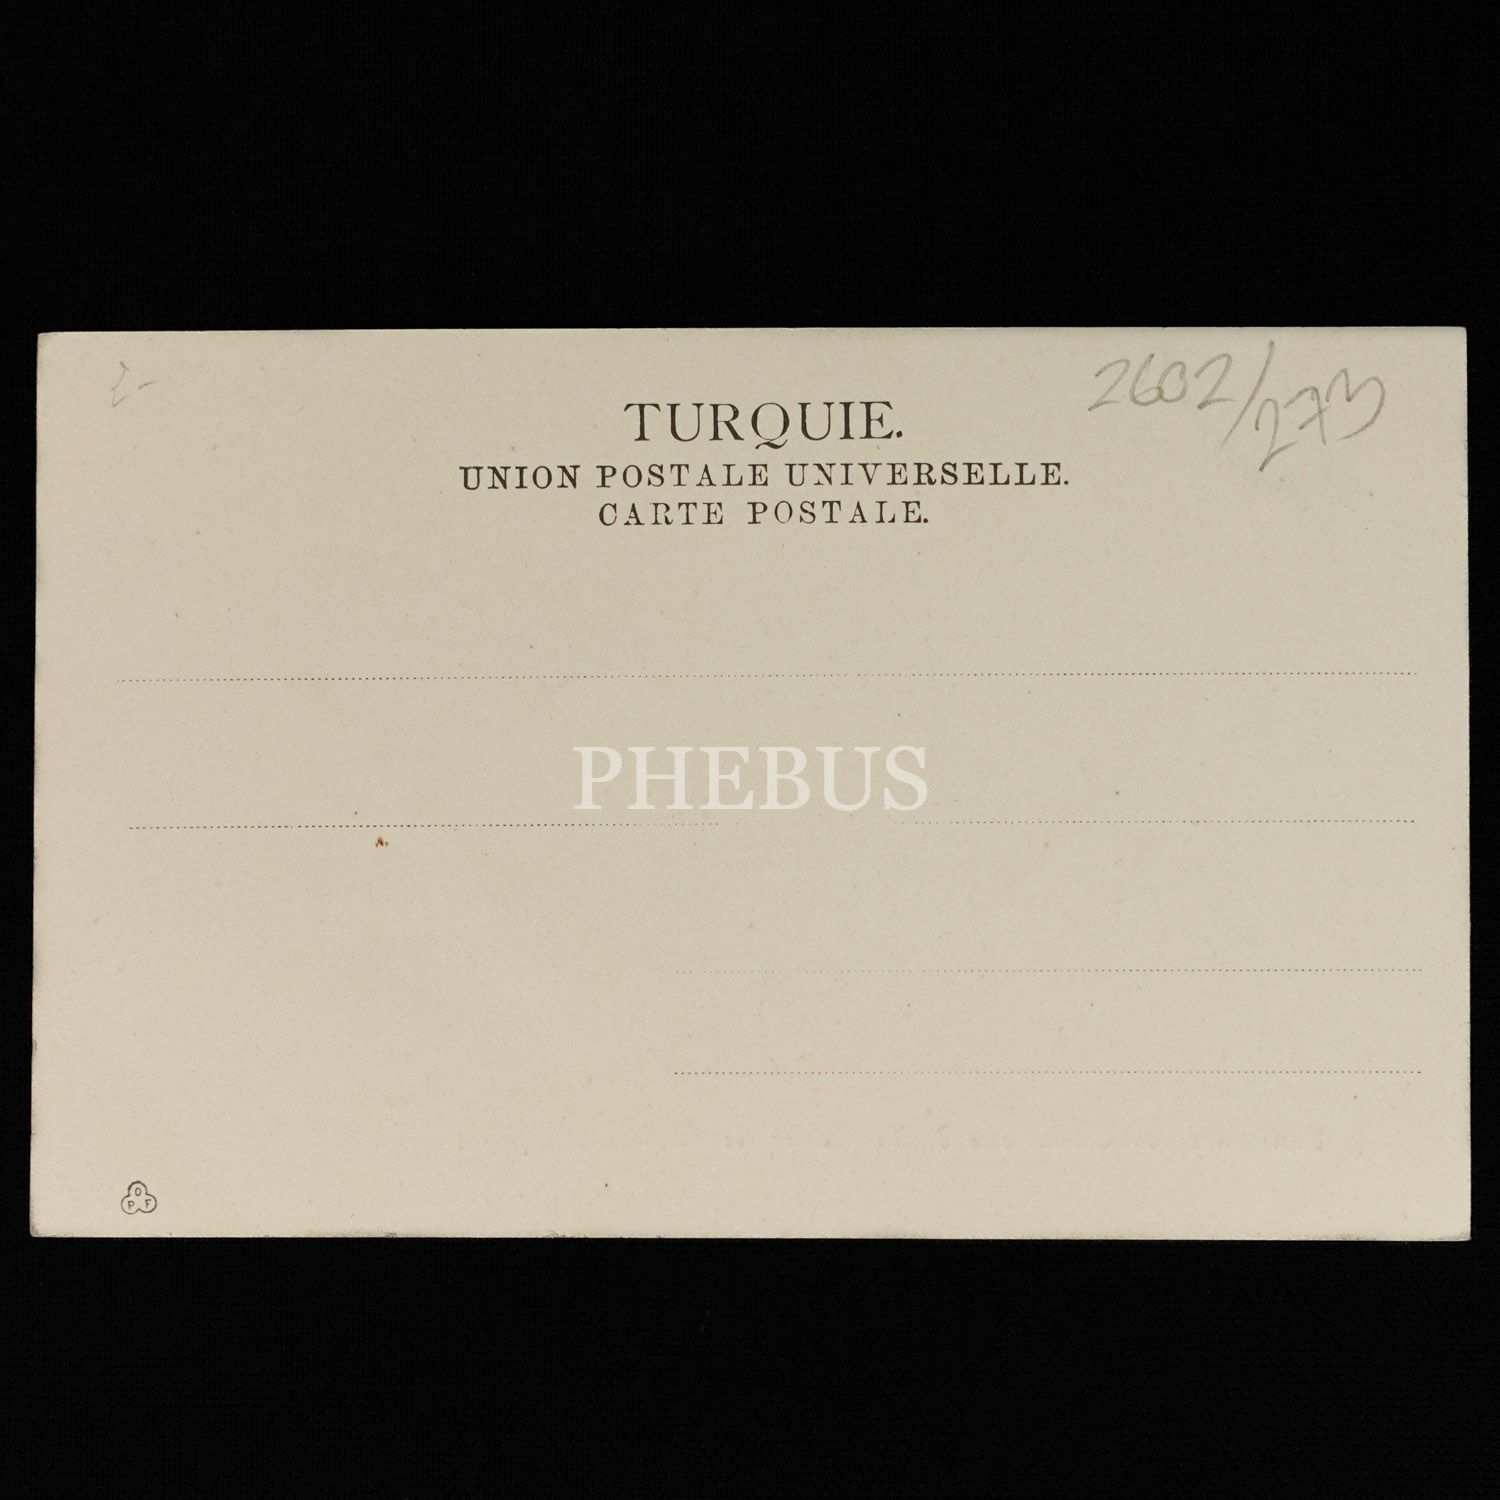 2602/273
TURQUIE.
UNION POSTALE UNIVERSELLE.
CARTE POSTALE.
PHEBUS
O
P F